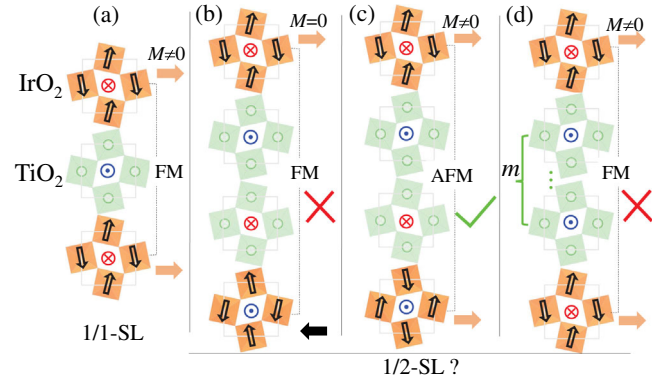 (a)
(b)
(c)
(d)
M≠0
M=0
M≠0
M≠0
IrO₂
TiO₂
FM
FM
AFM
m
FM
1/1-SL
1/2-SL ?